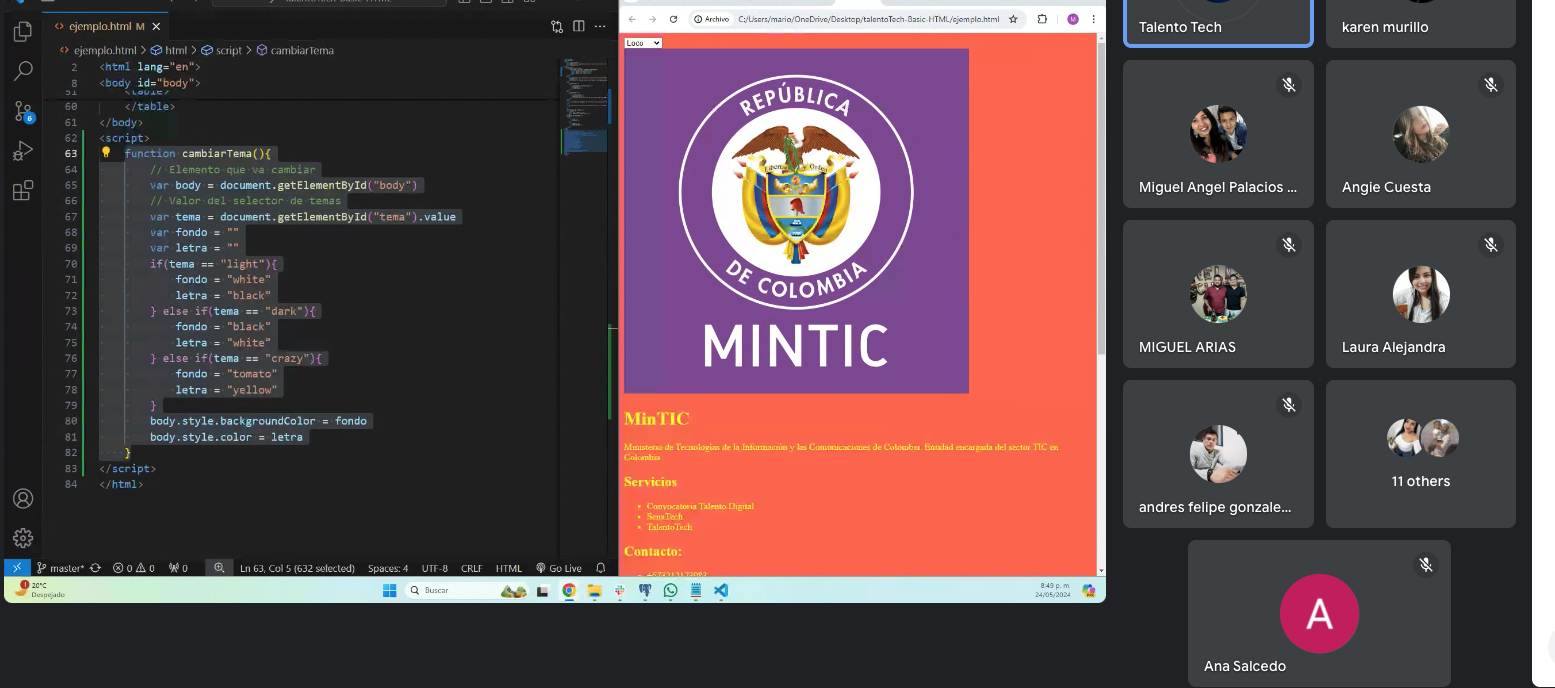 ejemplo.html M
ejemplo.html > html > script > cambiarTema
2 <html lang="en">
8 <body id="body">
51 <table>
60 </table>
61 </body>
62 <script>
63 function cambiarTema(){
64 // Elemento que va cambiar
65 var body = document.getElementById("body")
66 // Valor del selector de temas
67 var tema = document.getElementById("tema").value
68 var fondo = ""
69 var letra = ""
70 if(tema == "light"){
71 fondo = "white"
72 letra = "black"
73 } else if(tema == "dark"){
74 fondo = "black"
75 letra = "white"
76 } else if(tema == "crazy"){
77 fondo = "tomato"
78 letra = "yellow"
79 }
80 body.style.backgroundColor = fondo
81 body.style.color = letra
82 }
83 </script>
84 </html>
6
master* 0 0 0 Ln 63, Col 5 (632 selected) Spaces: 4 UTF-8 CRLF HTML Go Live
Archivo C:/Users/mario/OneDrive/Desktop/talentoTech-Basic-HTML/ejemplo.html M
Loco
REPÚBLICA
Libertad y Orden
DE COLOMBIA
MINTIC
MinTIC
Ministerio de Tecnologías de la Información y las Comunicaciones de Colombia. Entidad encargada del sector TIC en
Colombia
Servicios
Convocatoria Talento Digital
SenaTech
TalentoTech
Contacto:
20°C
Despejado
Buscar
8:49 p. m.
24/05/2024
Talento Tech
karen murillo
Miguel Angel Palacios ...
Angie Cuesta
MIGUEL ARIAS
Laura Alejandra
andres felipe gonzale...
11 others
A
Ana Salcedo